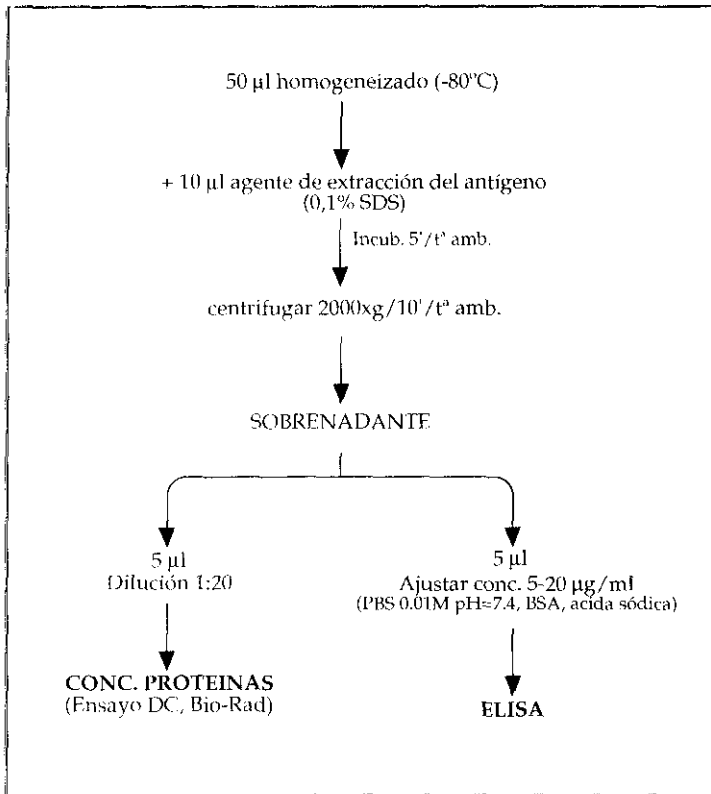 50 µl homogeneizado (-80ºC)
+ 10 µl agente de extracción del antígeno
(0,1% SDS)
Incub. 5'/tª amb.
centrifugar 2000xg/10'/tª amb.
SOBRENADANTE
5 µl
Dilución 1:20
CONC. PROTEINAS
(Ensayo DC, Bio-Rad)
5 µl
Ajustar conc. 5-20 µg/ml
(PBS 0.01M pH=7.4, BSA, acida sódica)
ELISA